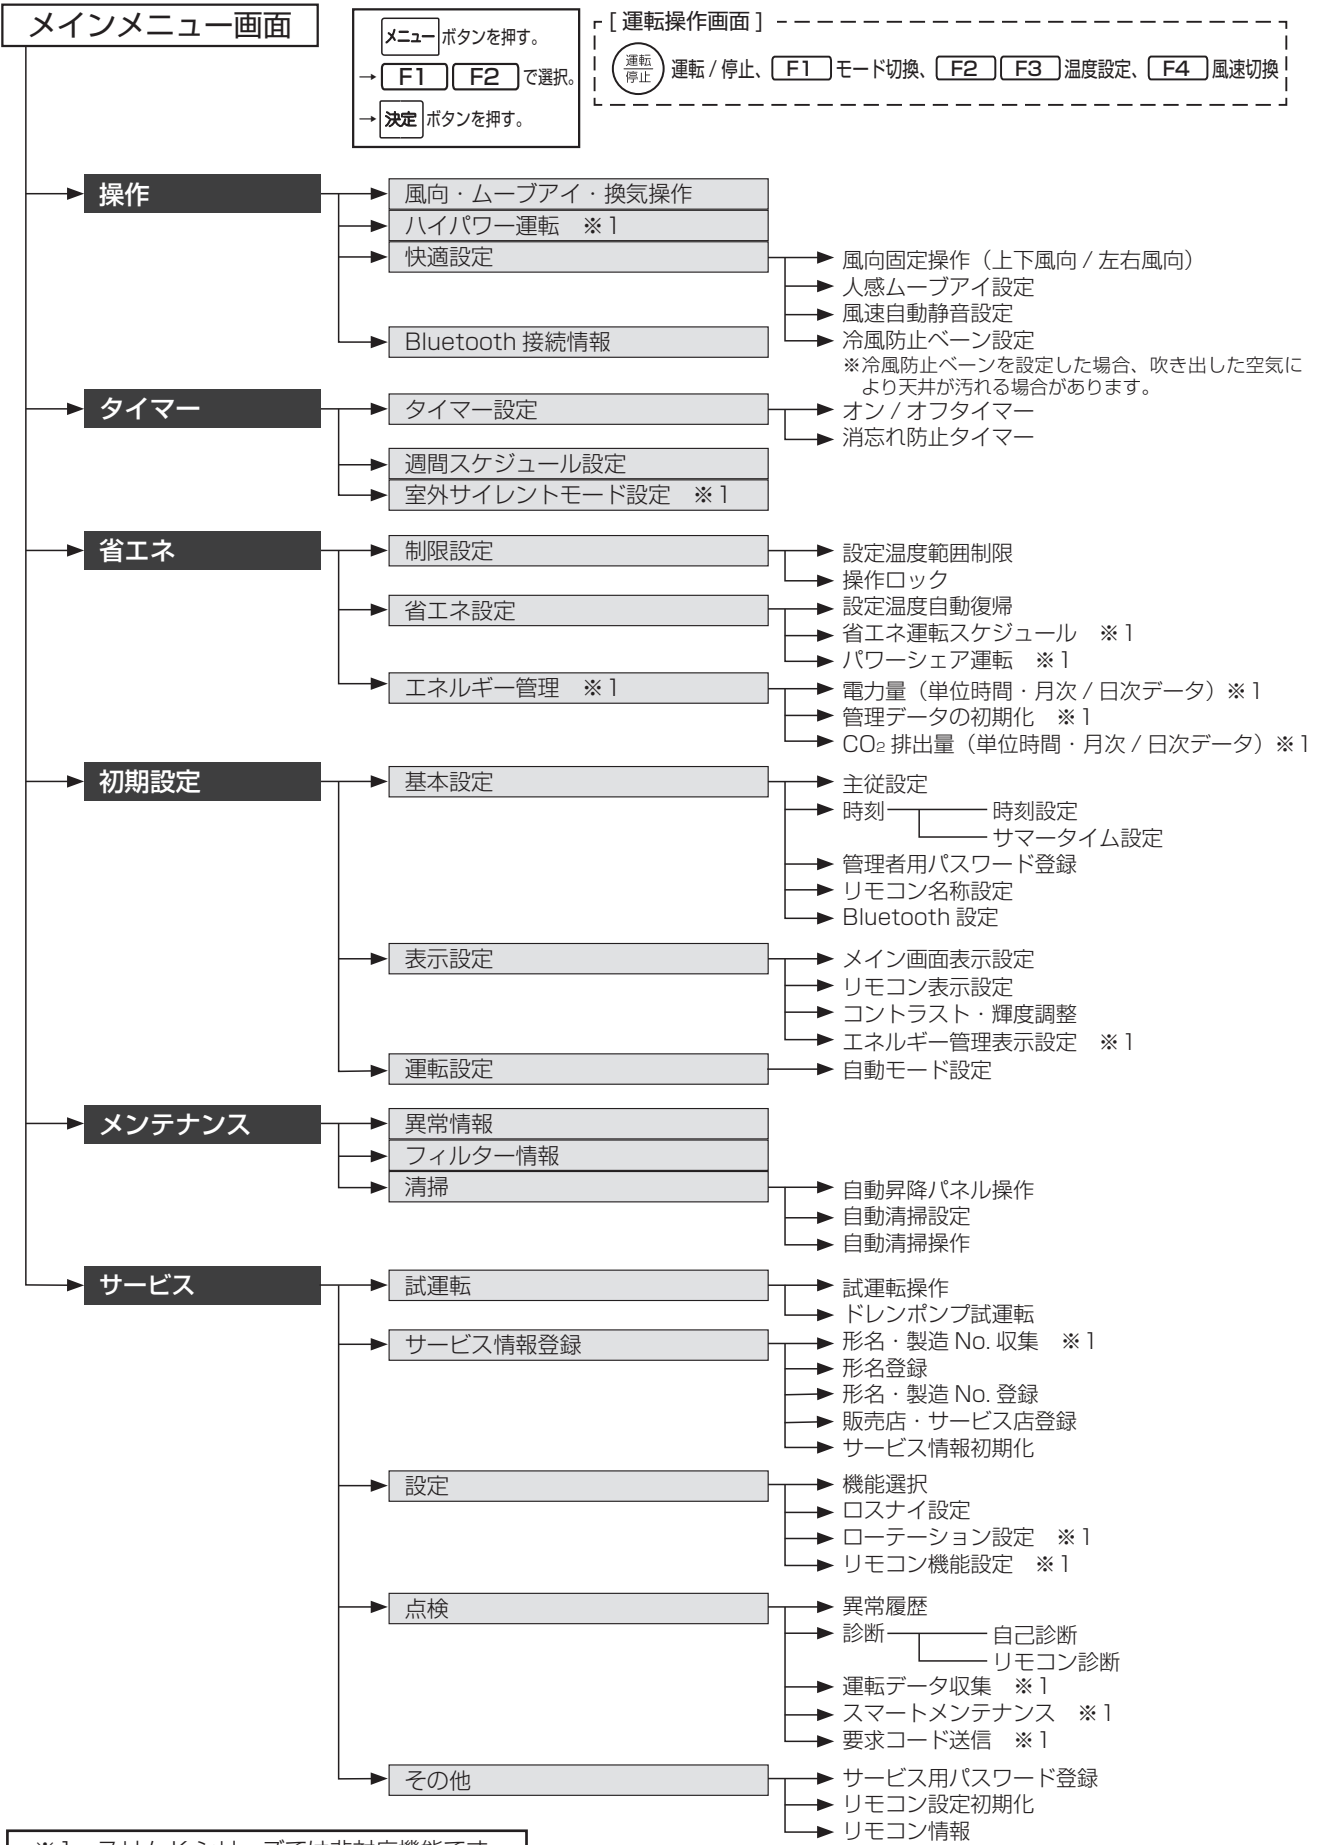 メインメニュー画面
メニュー ボタンを押す。
→ F1 F2 で選択。
→ 決定 ボタンを押す。
[ 運転操作画面 ]
運転 停止 運転 / 停止、 F1 モード切換、 F2 F3 温度設定、 F4 風速切換
操作
風向・ムーブアイ・換気操作
ハイパワー運転 ※1
快適設定
風向固定操作（上下風向 / 左右風向）
人感ムーブアイ設定
風速自動静音設定
冷風防止ベーン設定
※冷風防止ベーンを設定した場合、吹き出した空気に
より天井が汚れる場合があります。
Bluetooth 接続情報
タイマー
タイマー設定
オン / オフタイマー
消忘れ防止タイマー
週間スケジュール設定
室外サイレントモード設定 ※1
省エネ
制限設定
設定温度範囲制限
操作ロック
省エネ設定
設定温度自動復帰
省エネ運転スケジュール ※1
パワーシェア運転 ※1
エネルギー管理 ※1
電力量（単位時間・月次 / 日次データ）※1
管理データの初期化 ※1
CO₂ 排出量（単位時間・月次 / 日次データ）※1
初期設定
基本設定
主従設定
時刻
時刻設定
サマータイム設定
管理者用パスワード登録
リモコン名称設定
Bluetooth 設定
表示設定
メイン画面表示設定
リモコン表示設定
コントラスト・輝度調整
エネルギー管理表示設定 ※1
運転設定
自動モード設定
メンテナンス
異常情報
フィルター情報
清掃
自動昇降パネル操作
自動清掃設定
自動清掃操作
サービス
試運転
試運転操作
ドレンポンプ試運転
サービス情報登録
形名・製造 No. 収集 ※1
形名登録
形名・製造 No. 登録
販売店・サービス店登録
サービス情報初期化
設定
機能選択
ロスナイ設定
ローテーション設定 ※1
リモコン機能設定 ※1
点検
異常履歴
診断
自己診断
リモコン診断
運転データ収集 ※1
スマートメンテナンス ※1
要求コード送信 ※1
その他
サービス用パスワード登録
リモコン設定初期化
リモコン情報